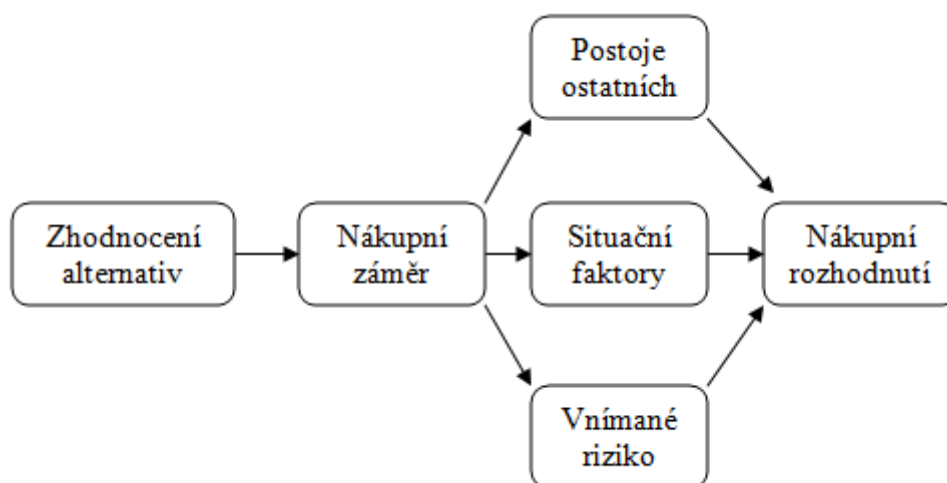 Postoje
ostatních
Zhodnocení
alternativ
Nákupní
záměr
Situační
faktory
Nákupní
rozhodnutí
Vnímané
riziko